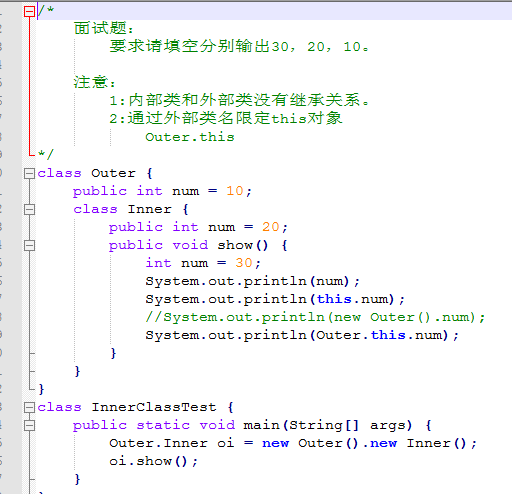 /*
面试题:
要求请填空分别输出30，20，10。
注意:
1:内部类和外部类没有继承关系。
2:通过外部类名限定this对象
Outer.this
*/
class Outer {
public int num = 10;
class Inner {
public int num = 20;
public void show() {
int num = 30;
System.out.println(num);
System.out.println(this.num);
//System.out.println(new Outer().num);
System.out.println(Outer.this.num);
}
}
}
class InnerClassTest {
public static void main(String[] args) {
Outer.Inner oi = new Outer().new Inner();
oi.show();
}